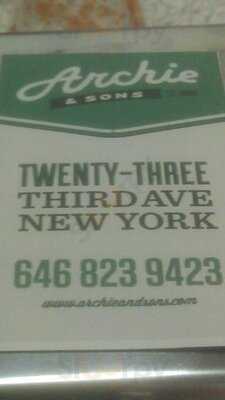 Archie
& SONS
TWENTY-THREE
THIRD AVE
NEW YORK
646 823 9423
www.archieandsons.com